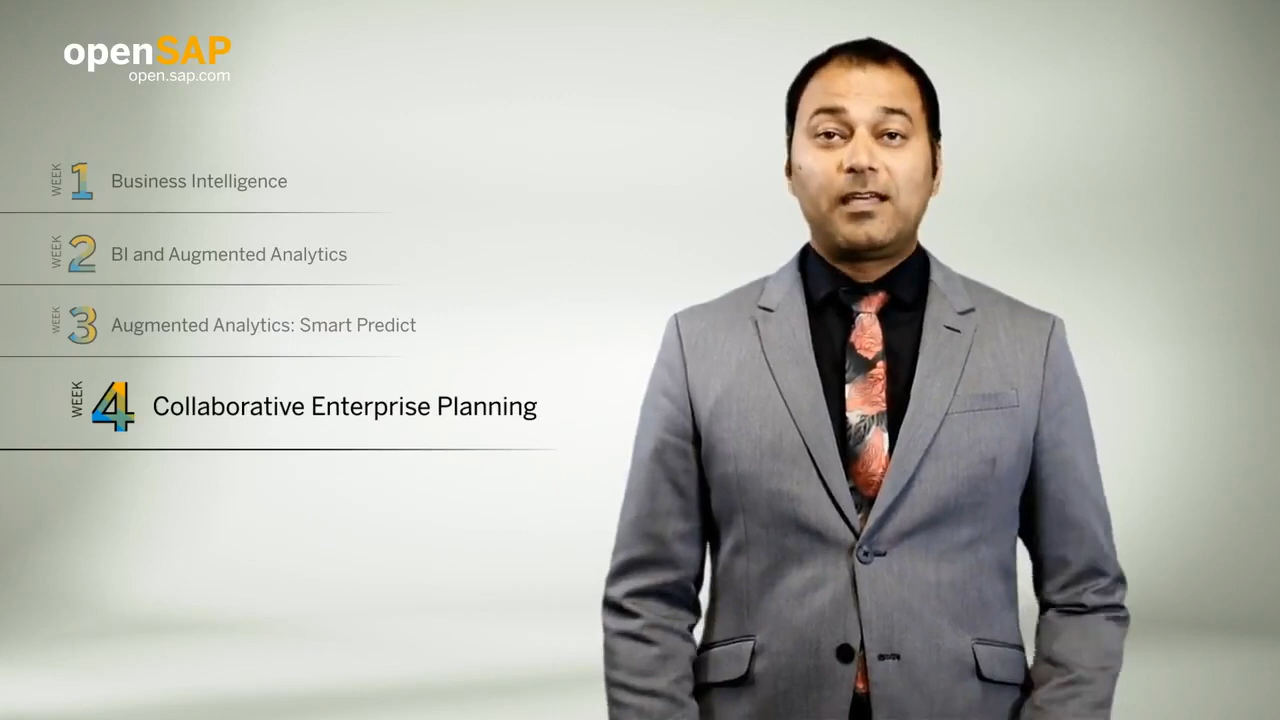 openSAP
open.sap.com
WEEK 1 Business Intelligence
WEEK 2 BI and Augmented Analytics
WEEK 3 Augmented Analytics: Smart Predict
WEEK 4 Collaborative Enterprise Planning